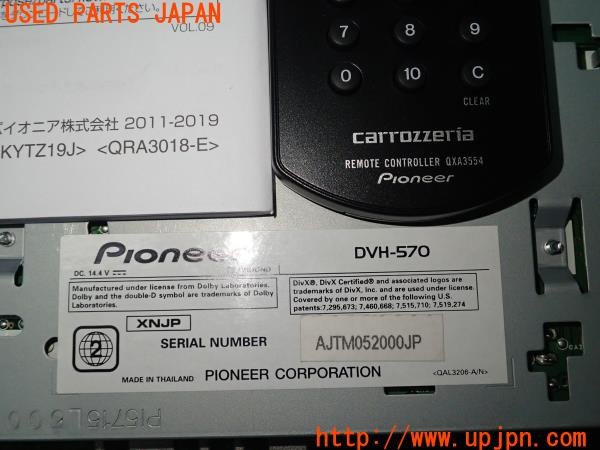 USED PARTS JAPAN
VOL.09
パイオニア株式会社 2011-2019
KYTZ19J> <QRA3018-E>
7 8 9
0 10 C
CLEAR
carrozzeria
REMOTE CONTROLLER QXA3554
Pioneer
Pioneer DVH-570
DC. 14.4 V
Manufactured under license from Dolby Laboratories.
Dolby and the double-D symbol are trademarks of Dolby
Laboratories.
DivX®, DivX Certified® and associated logos are
trademarks of DivX, Inc. and are used under license.
Covered by one or more of the following U.S.
patents:7,295,673; 7,460,668; 7,515,710; 7,519,274
XNJP
2
SERIAL NUMBER AJTM052000JP
MADE IN THAILAND PIONEER CORPORATION <QAL3206-A/N>
http://www.upjpn.com/